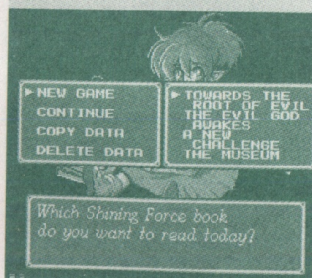 ▶NEW GAME
CONTINUE
COPY DATA
DELETE DATA
▶TOWARDS THE
ROOT OF EVIL
THE EVIL GOD
AWAKES
A NEW
CHALLENGE
THE MUSEUM
Which Shining Force book
do you want to read today?